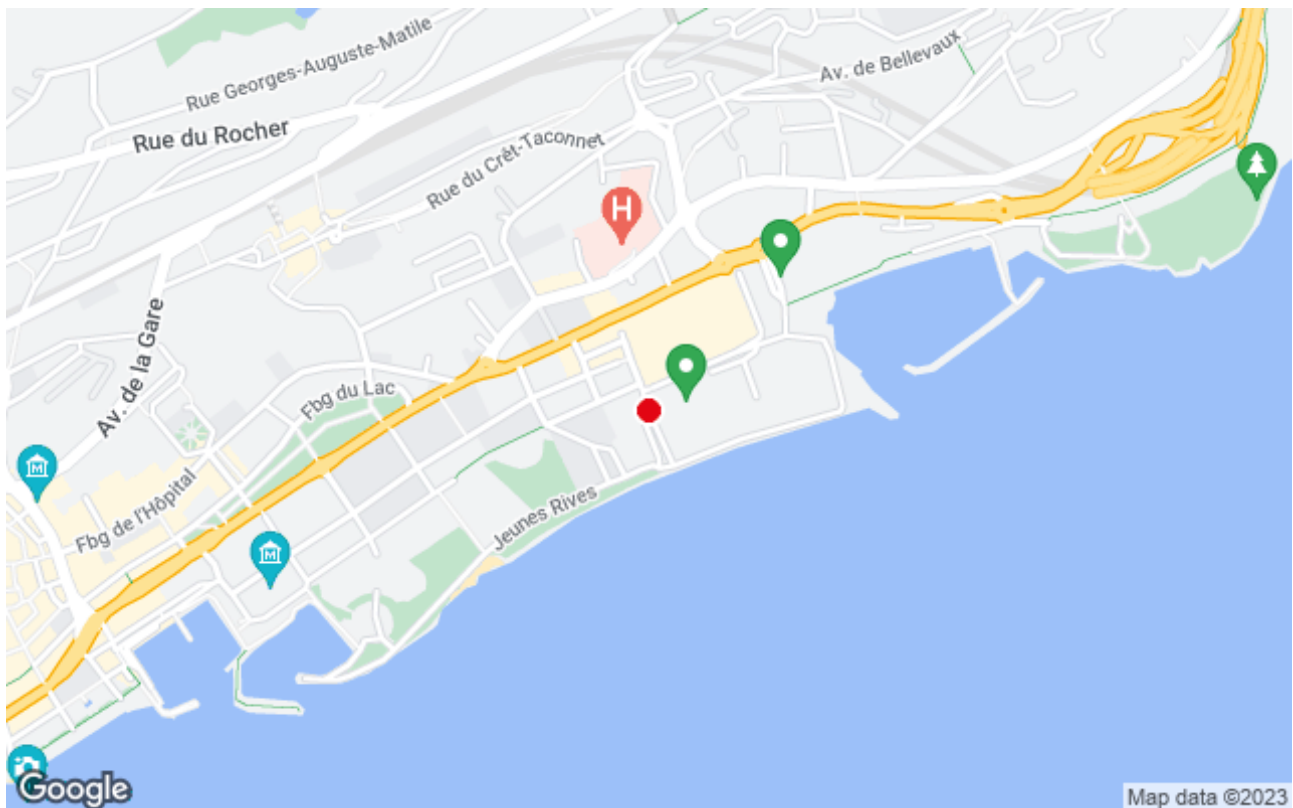 Rue Georges-Auguste-Matile
Av. de Bellevaux
Rue du Rocher
Rue du Crêt-Taconnet
H
Av. de la Gare
Fbg du Lac
M
Fbg de l'Hôpital
Jeunes Rives
M
Google
Map data ©2023